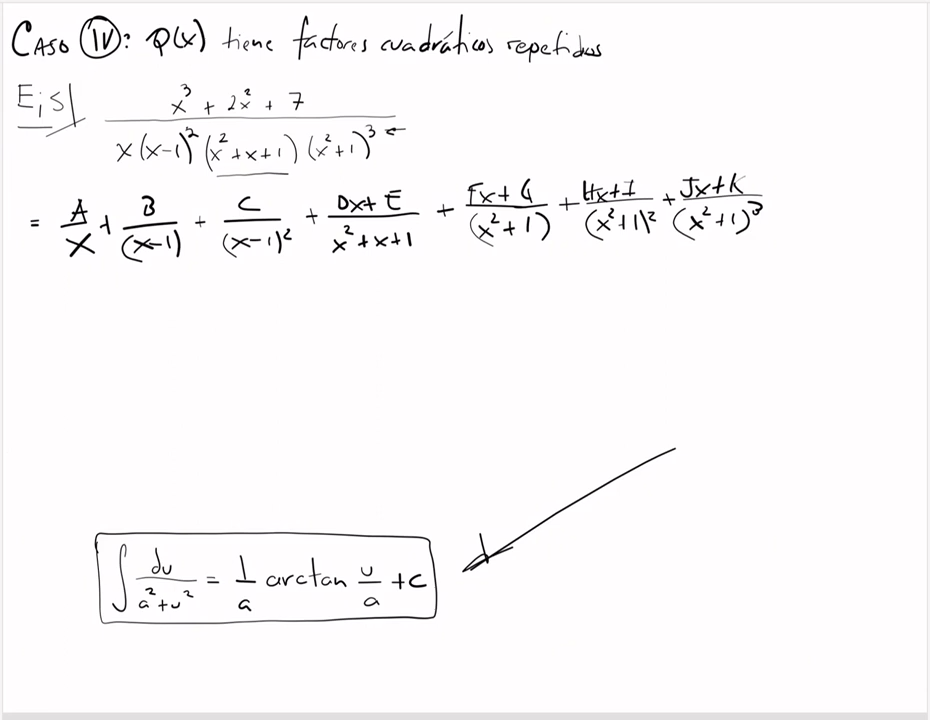 CASO IV: Q(x) tiene factores cuadráticos repetidos
Ejs| (x³ + 2x² + 7) / (x(x-1)²(x²+x+1)(x²+1)³)
= A/x + B/(x-1) + C/(x-1)² + (Dx+E)/(x²+x+1) + (Fx+G)/(x²+1) + (Hx+I)/(x²+1)² + (Jx+K)/(x²+1)³
∫ du/(a²+u²) = 1/a arctan u/a + c